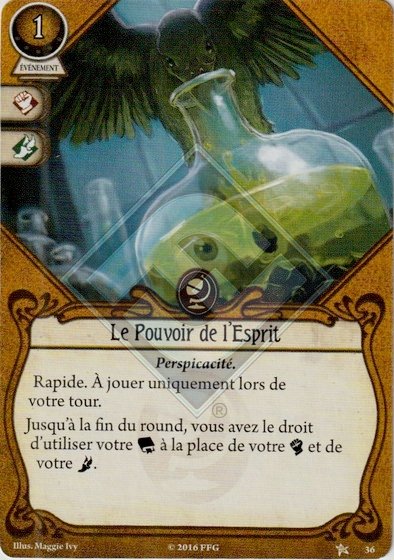 1
ÉVÉNEMENT
Le Pouvoir de l'Esprit
Perspicacité.
Rapide. À jouer uniquement lors de
votre tour.
Jusqu'à la fin du round, vous avez le droit
d'utiliser votre à la place de votre et de
votre .
®
Illus. Maggie Ivy
© 2016 FFG
36